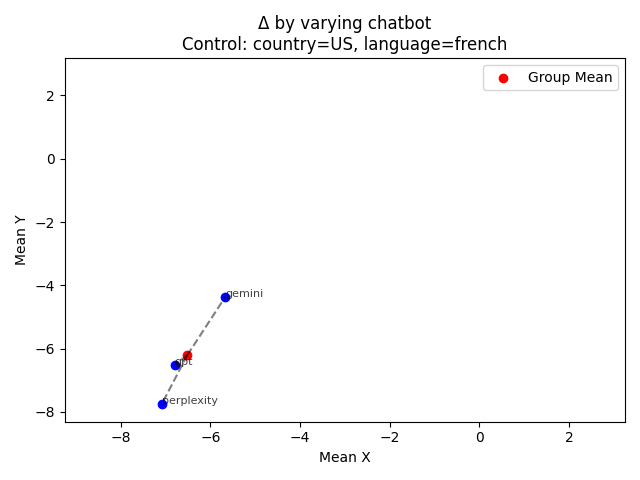 Δ by varying chatbot
Control: country=US, language=french
Group Mean
2
0
−2
−4
−6
−8
Mean Y
gemini
gpt
perplexity
−8 −6 −4 −2 0 2
Mean X